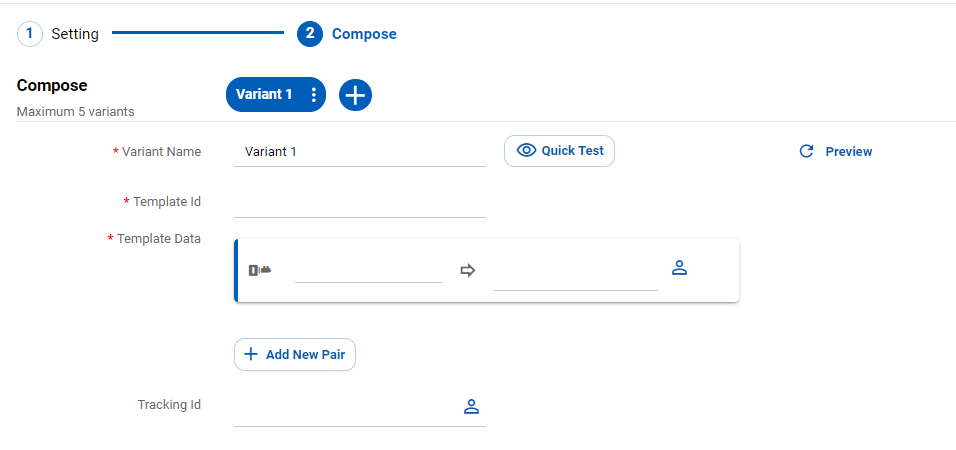 1 Setting 2 Compose
Compose
Variant 1
Maximum 5 variants
* Variant Name Variant 1 Quick Test Preview
* Template Id
* Template Data
Add New Pair
Tracking Id